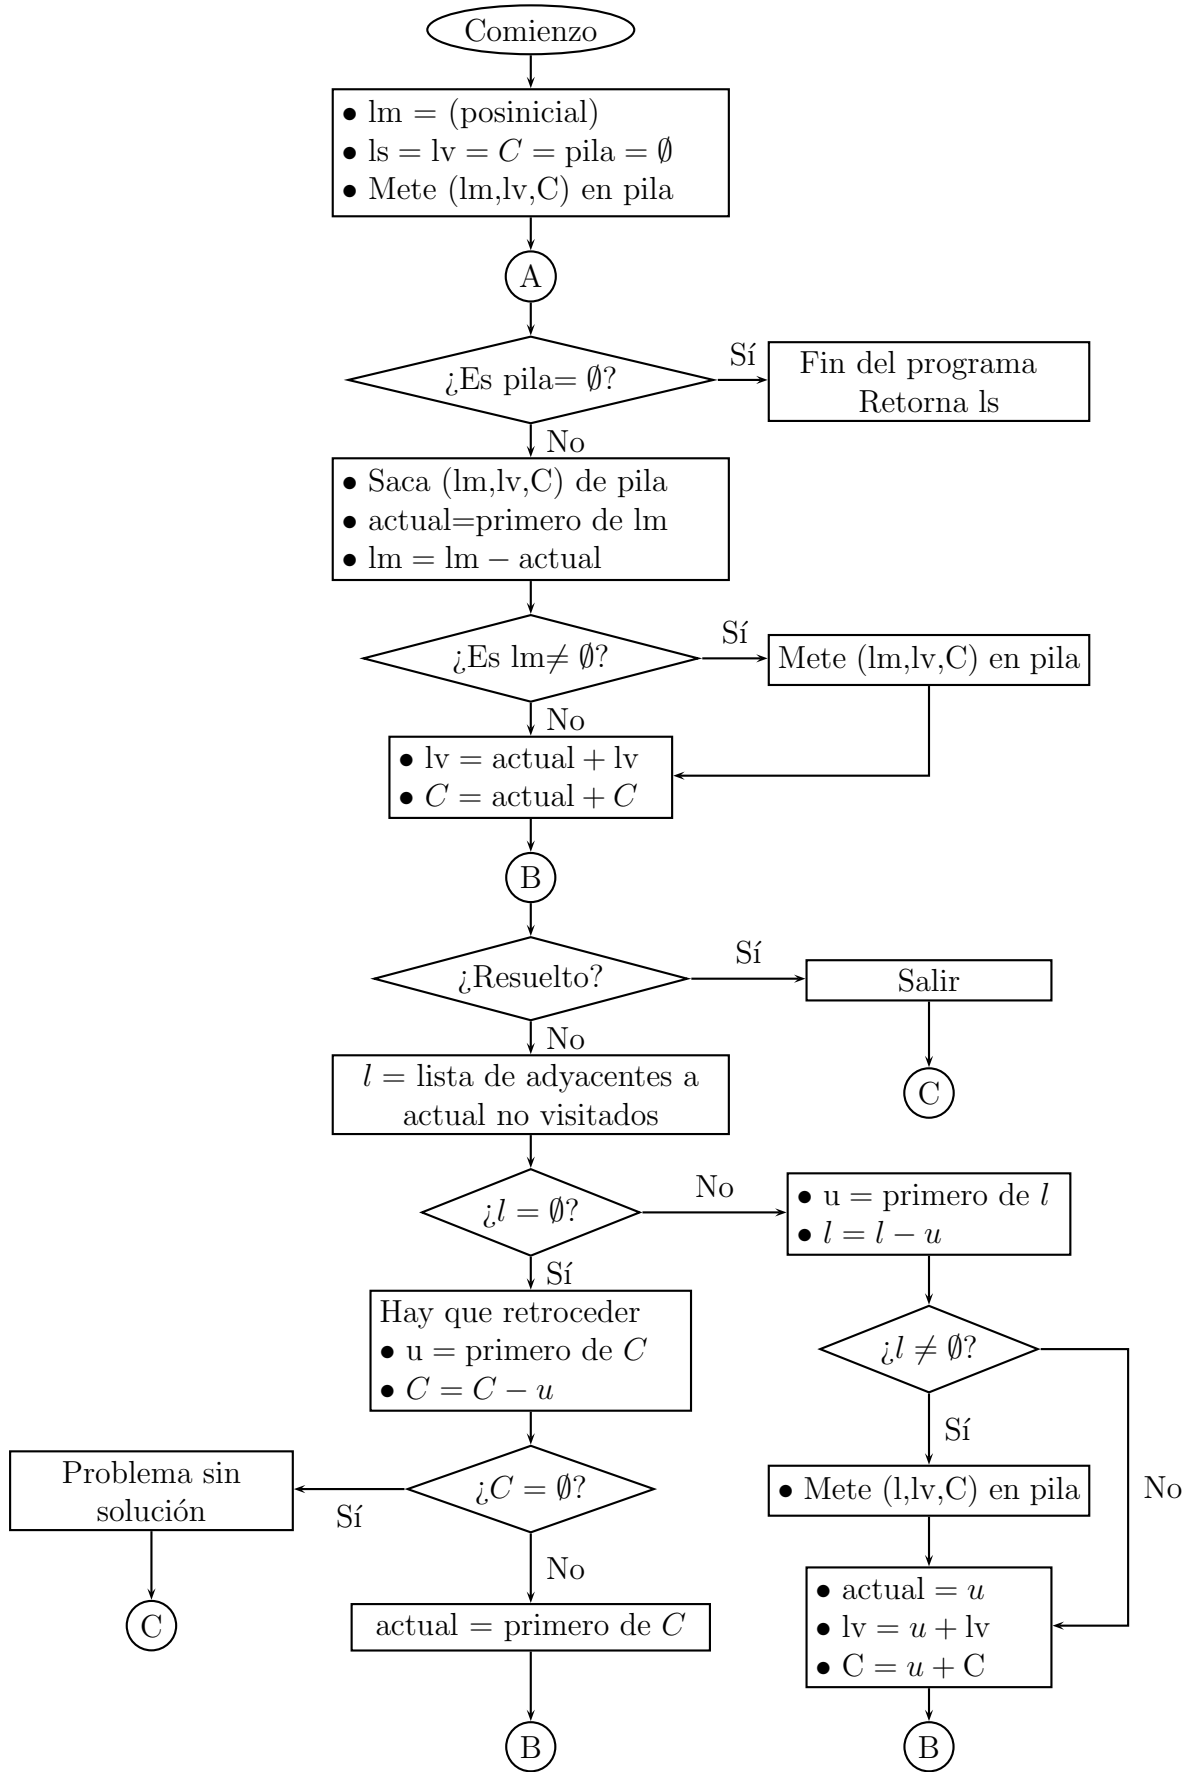 Comienzo
• lm = (posinicial)
• ls = lv = C = pila = ∅
• Mete (lm,lv,C) en pila
A
¿Es pila= ∅?
Sí
Fin del programa
Retorna ls
No
• Saca (lm,lv,C) de pila
• actual=primero de lm
• lm = lm − actual
¿Es lm≠ ∅?
Sí
Mete (lm,lv,C) en pila
No
• lv = actual + lv
• C = actual + C
B
¿Resuelto?
Sí
Salir
C
No
l = lista de adyacentes a
actual no visitados
¿l = ∅?
No
• u = primero de l
• l = l − u
Sí
Hay que retroceder
• u = primero de C
• C = C − u
¿l ≠ ∅?
Sí
No
• Mete (l,lv,C) en pila
¿C = ∅?
Sí
Problema sin
solución
C
No
actual = primero de C
B
• actual = u
• lv = u + lv
• C = u + C
B